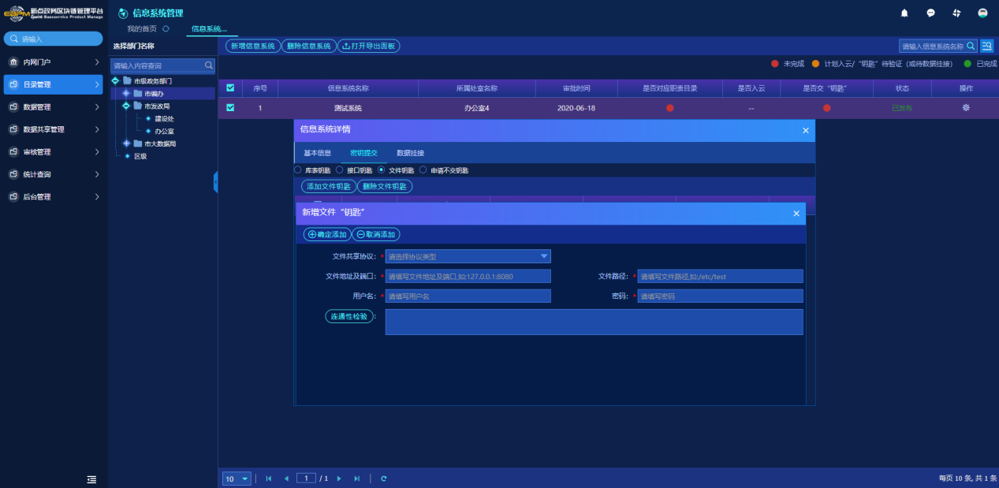 新点政务区块链管理平台
Epoint Baseservice Product Manage
信息系统管理
我的首页
信息系统...
请输入
内网门户
目录管理
数据管理
数据共享管理
审核管理
统计查询
后台管理
选择部门名称
请输入内容查询
市级政务部门
市编办
市发改局
建设处
办公室
市大数据局
区级
新增信息系统 删除信息系统 打开导出面板
请输入信息系统名称
未完成 计划入云/“钥匙”待验证（或待数据挂接） 已完成
序号 信息系统名称 所属处室名称 审批时间 是否对应职责目录 是否入云 是否交“钥匙” 状态 操作
1 测试系统 办公室4 2020-06-18 -- 已发布
信息系统详情
基本信息 密钥提交 数据挂接
库表钥匙 接口钥匙 文件钥匙 申请不交钥匙
添加文件钥匙 删除文件钥匙
新增文件“钥匙”
确定添加 取消添加
文件共享协议： * 请选择协议类型
文件地址及端口： * 请填写文件地址及端口,如:127.0.0.1:8080 文件路径： * 请填写文件路径,如:/etc/test
用户名： * 请填写用户名 密码： * 请填写密码
连通性检验：
10 1 / 1 每页 10 条, 共 1 条